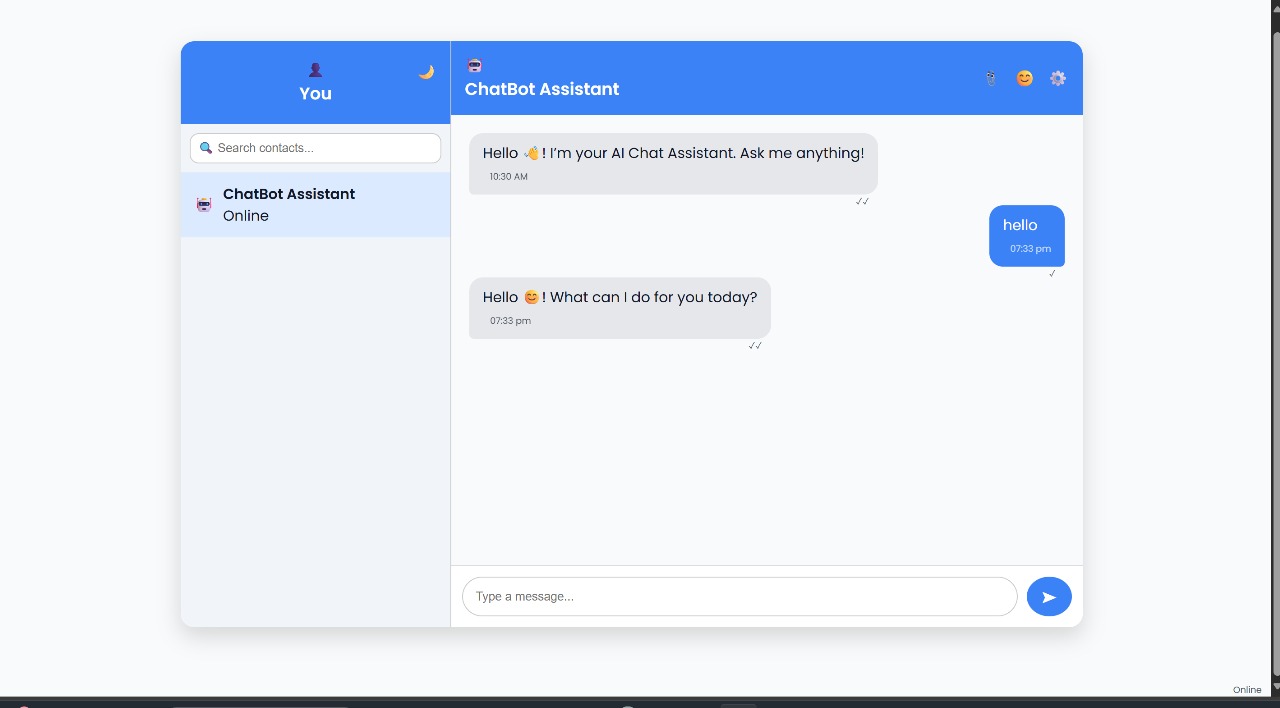 You
🔍 Search contacts...
ChatBot Assistant
Online
ChatBot Assistant
Hello 👋! I’m your AI Chat Assistant. Ask me anything!
10:30 AM
✓✓
hello
07:33 pm
✓
Hello 😊! What can I do for you today?
07:33 pm
✓✓
Type a message...
Online